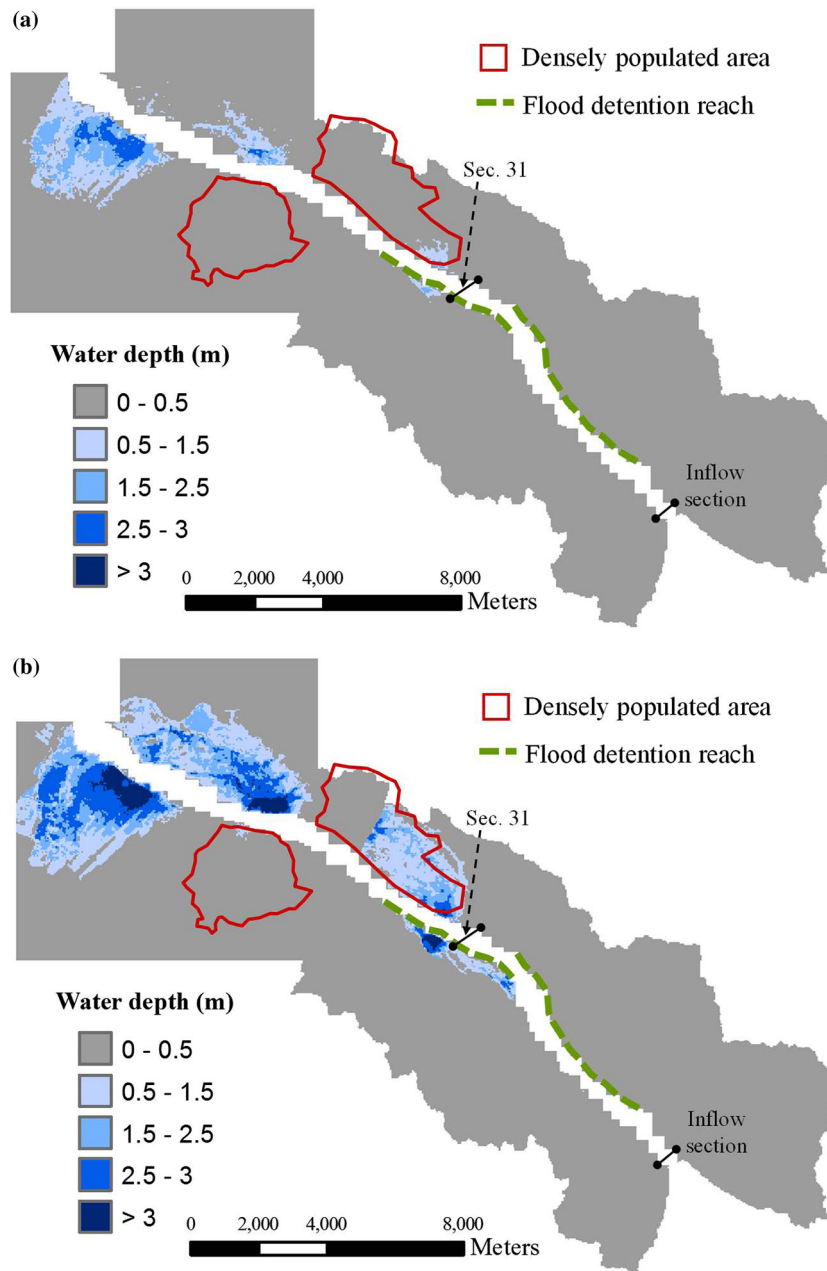 (a)
Densely populated area
Flood detention reach
Sec. 31
Water depth (m)
0 - 0.5
0.5 - 1.5
1.5 - 2.5
2.5 - 3
> 3
Inflow
section
0 2,000 4,000 8,000
Meters
(b)
Densely populated area
Flood detention reach
Sec. 31
Water depth (m)
0 - 0.5
0.5 - 1.5
1.5 - 2.5
2.5 - 3
> 3
Inflow
section
0 2,000 4,000 8,000
Meters